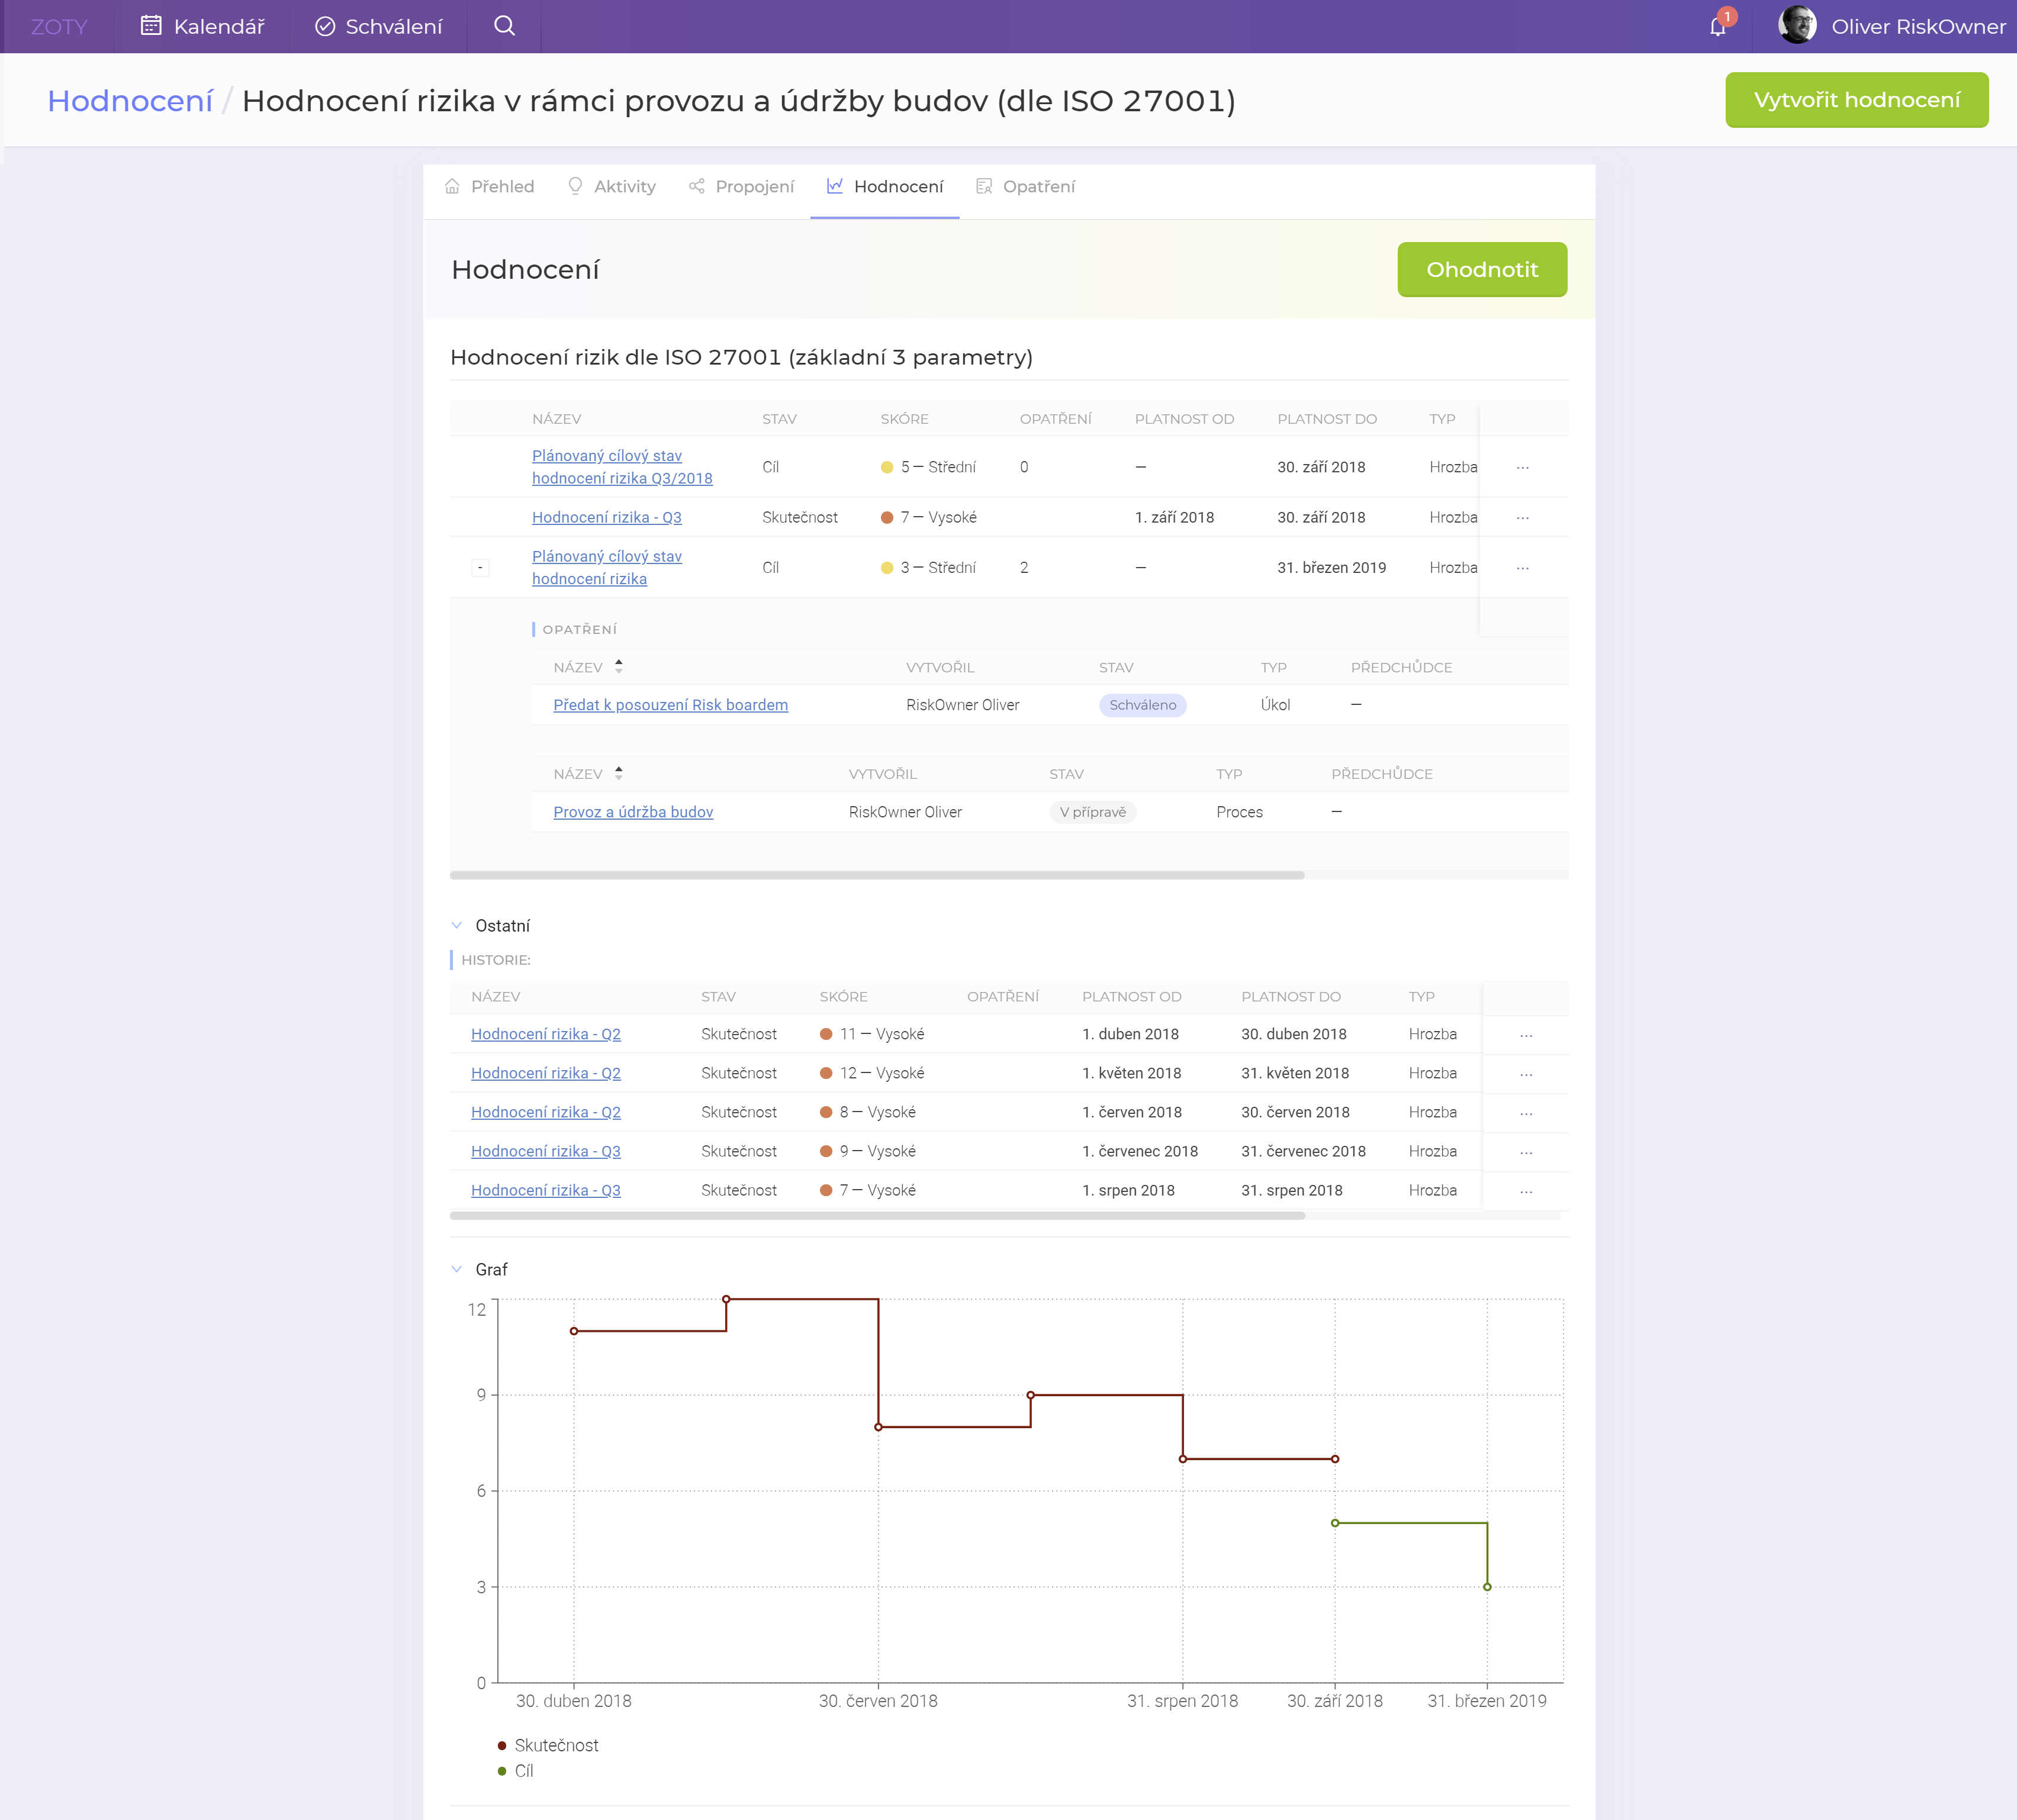 ZOTY Kalendář Schválení 1 Oliver RiskOwner
Hodnocení / Hodnocení rizika v rámci provozu a údržby budov (dle ISO 27001) Vytvořit hodnocení
Přehled Aktivity Propojení Hodnocení Opatření
Hodnocení Ohodnotit
Hodnocení rizik dle ISO 27001 (základní 3 parametry)
NÁZEV STAV SKÓRE OPATŘENÍ PLATNOST OD PLATNOST DO TYP
Plánovaný cílový stav
hodnocení rizika Q3/2018 Cíl 5 — Střední 0 — 30. září 2018 Hrozba ...
Hodnocení rizika - Q3 Skutečnost 7 — Vysoké 1. září 2018 30. září 2018 Hrozba ...
Plánovaný cílový stav
hodnocení rizika - Cíl 3 — Střední 2 — 31. březen 2019 Hrozba ...
OPATŘENÍ
NÁZEV VYTVOŘIL STAV TYP PŘEDCHŮDCE
Předat k posouzení Risk boardem RiskOwner Oliver Schváleno Úkol —
NÁZEV VYTVOŘIL STAV TYP PŘEDCHŮDCE
Provoz a údržba budov RiskOwner Oliver V přípravě Proces —
Ostatní
HISTORIE:
NÁZEV STAV SKÓRE OPATŘENÍ PLATNOST OD PLATNOST DO TYP
Hodnocení rizika - Q2 Skutečnost 11 — Vysoké 1. duben 2018 30. duben 2018 Hrozba ...
Hodnocení rizika - Q2 Skutečnost 12 — Vysoké 1. květen 2018 31. květen 2018 Hrozba ...
Hodnocení rizika - Q2 Skutečnost 8 — Vysoké 1. červen 2018 30. červen 2018 Hrozba ...
Hodnocení rizika - Q3 Skutečnost 9 — Vysoké 1. červenec 2018 31. červenec 2018 Hrozba ...
Hodnocení rizika - Q3 Skutečnost 7 — Vysoké 1. srpen 2018 31. srpen 2018 Hrozba ...
Graf
12
9
6
3
0
30. duben 2018 30. červen 2018 31. srpen 2018 30. září 2018 31. březen 2019
Skutečnost
Cíl